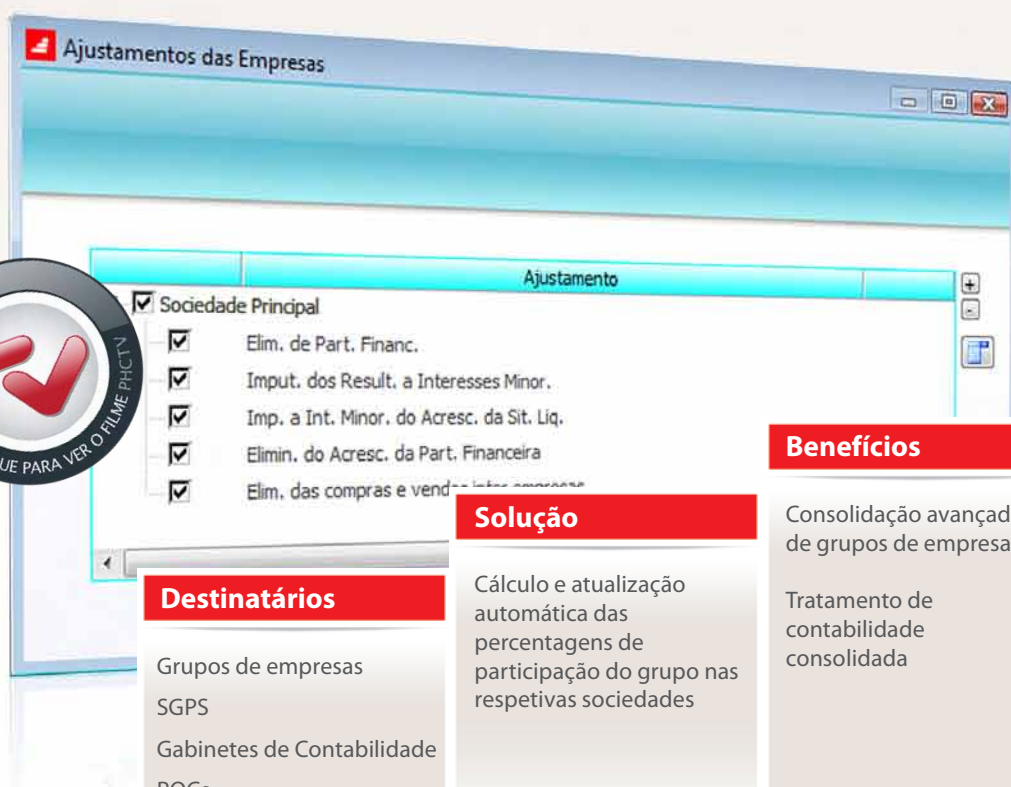 Ajustamentos das Empresas
Ajustamento
Sociedade Principal
Elim. de Part. Financ.
Imput. dos Result. a Interesses Minor.
Imp. a Int. Minor. do Acresc. da Sit. Liq.
Elimin. do Acresc. da Part. Financeira
Elim. das compras e vendas inter empresas
UE PARA VER O FILME PHCTV
Destinatários
Grupos de empresas
SGPS
Gabinetes de Contabilidade
Solução
Cálculo e atualização
automática das
percentagens de
participação do grupo nas
respetivas sociedades
Benefícios
Consolidação avançad
de grupos de empresa
Tratamento de
contabilidade
consolidada